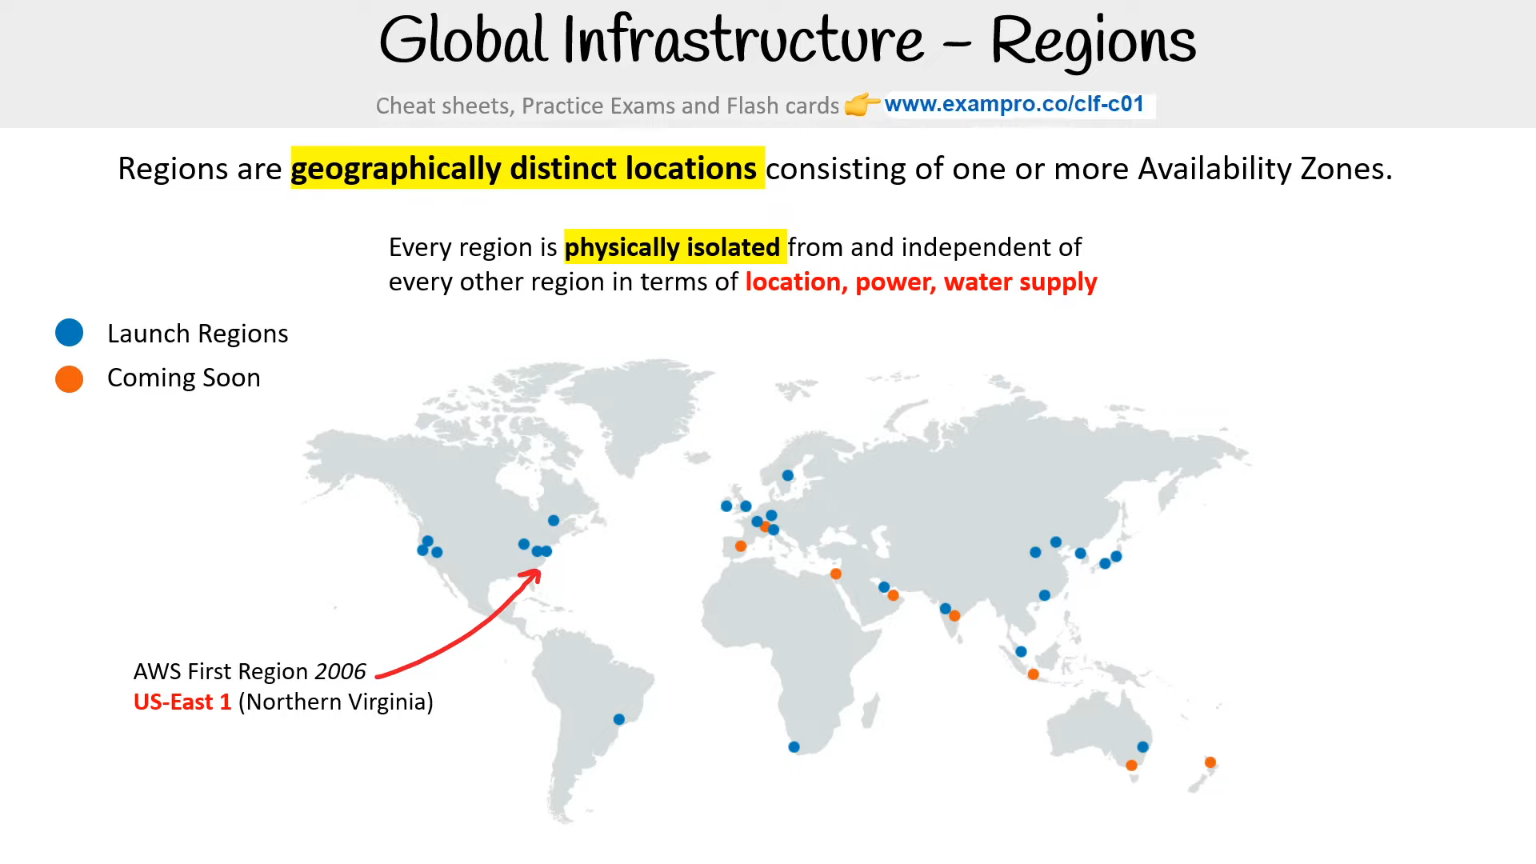 Global Infrastructure – Regions
Cheat sheets, Practice Exams and Flash cards 👉 www.exampro.co/clf-c01
Regions are geographically distinct locations consisting of one or more Availability Zones.
Every region is physically isolated from and independent of
every other region in terms of location, power, water supply
Launch Regions
Coming Soon
AWS First Region 2006
US-East 1 (Northern Virginia)